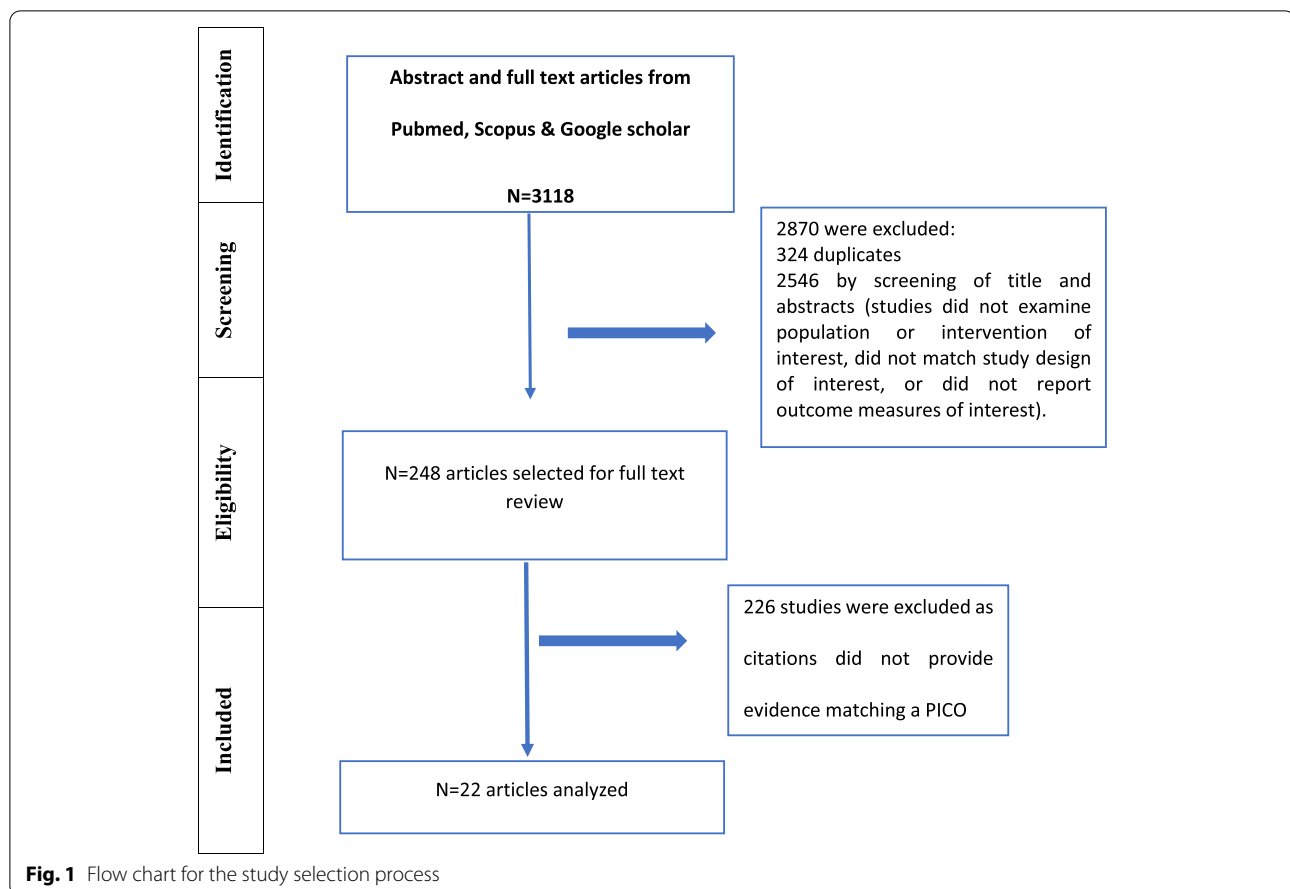 Identification
Abstract and full text articles from
Pubmed, Scopus & Google scholar
N=3118
Screening
2870 were excluded:
324 duplicates
2546 by screening of title and
abstracts (studies did not examine
population or intervention of
interest, did not match study design
of interest, or did not report
outcome measures of interest).
Eligibility
N=248 articles selected for full text
review
226 studies were excluded as
citations did not provide
evidence matching a PICO
Included
N=22 articles analyzed
Fig. 1 Flow chart for the study selection process